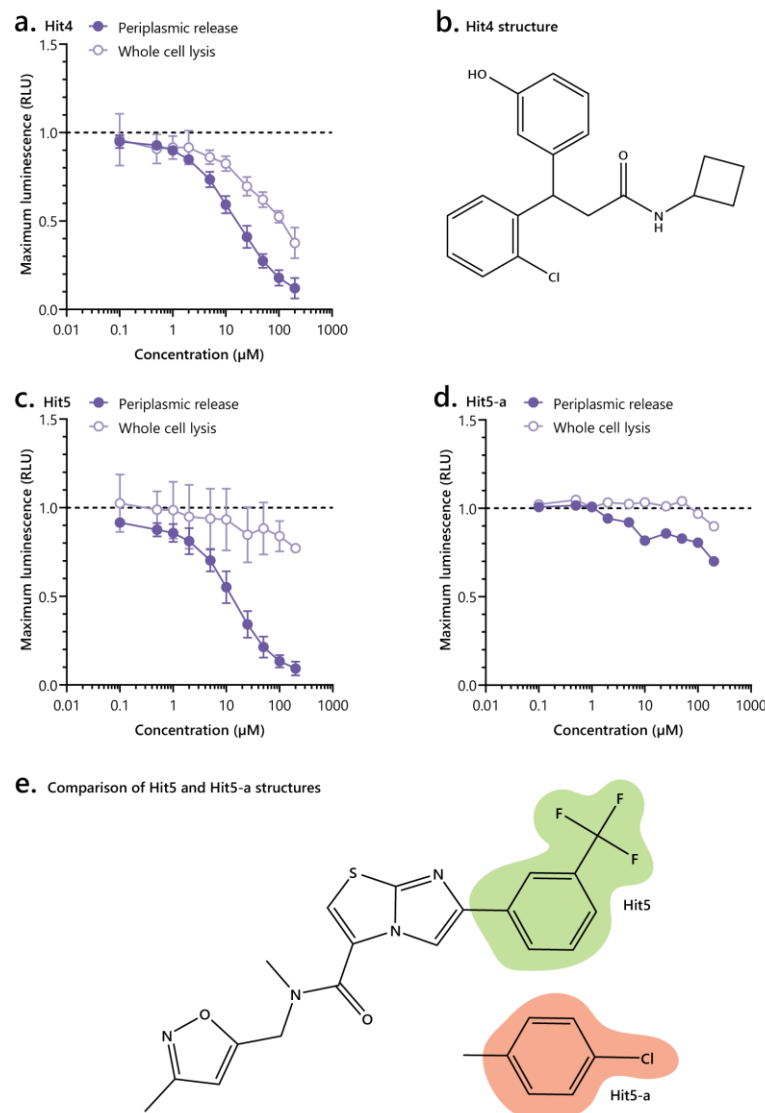 a. Hit4
Periplasmic release
Whole cell lysis
Maximum luminescence (RLU)
1.5
1.0
0.5
0.0
0.01 0.1 1 10 100 1000
Concentration (µM)
b. Hit4 structure
HO
O
N
H
Cl
c. Hit5
Periplasmic release
Whole cell lysis
Maximum luminescence (RLU)
1.5
1.0
0.5
0.0
0.01 0.1 1 10 100 1000
Concentration (µM)
d. Hit5-a
Periplasmic release
Whole cell lysis
Maximum luminescence (RLU)
1.5
1.0
0.5
0.0
0.01 0.1 1 10 100 1000
Concentration (µM)
e. Comparison of Hit5 and Hit5-a structures
F
F
F
S
N
Hit5
N
N
O
O
N
Cl
Hit5-a